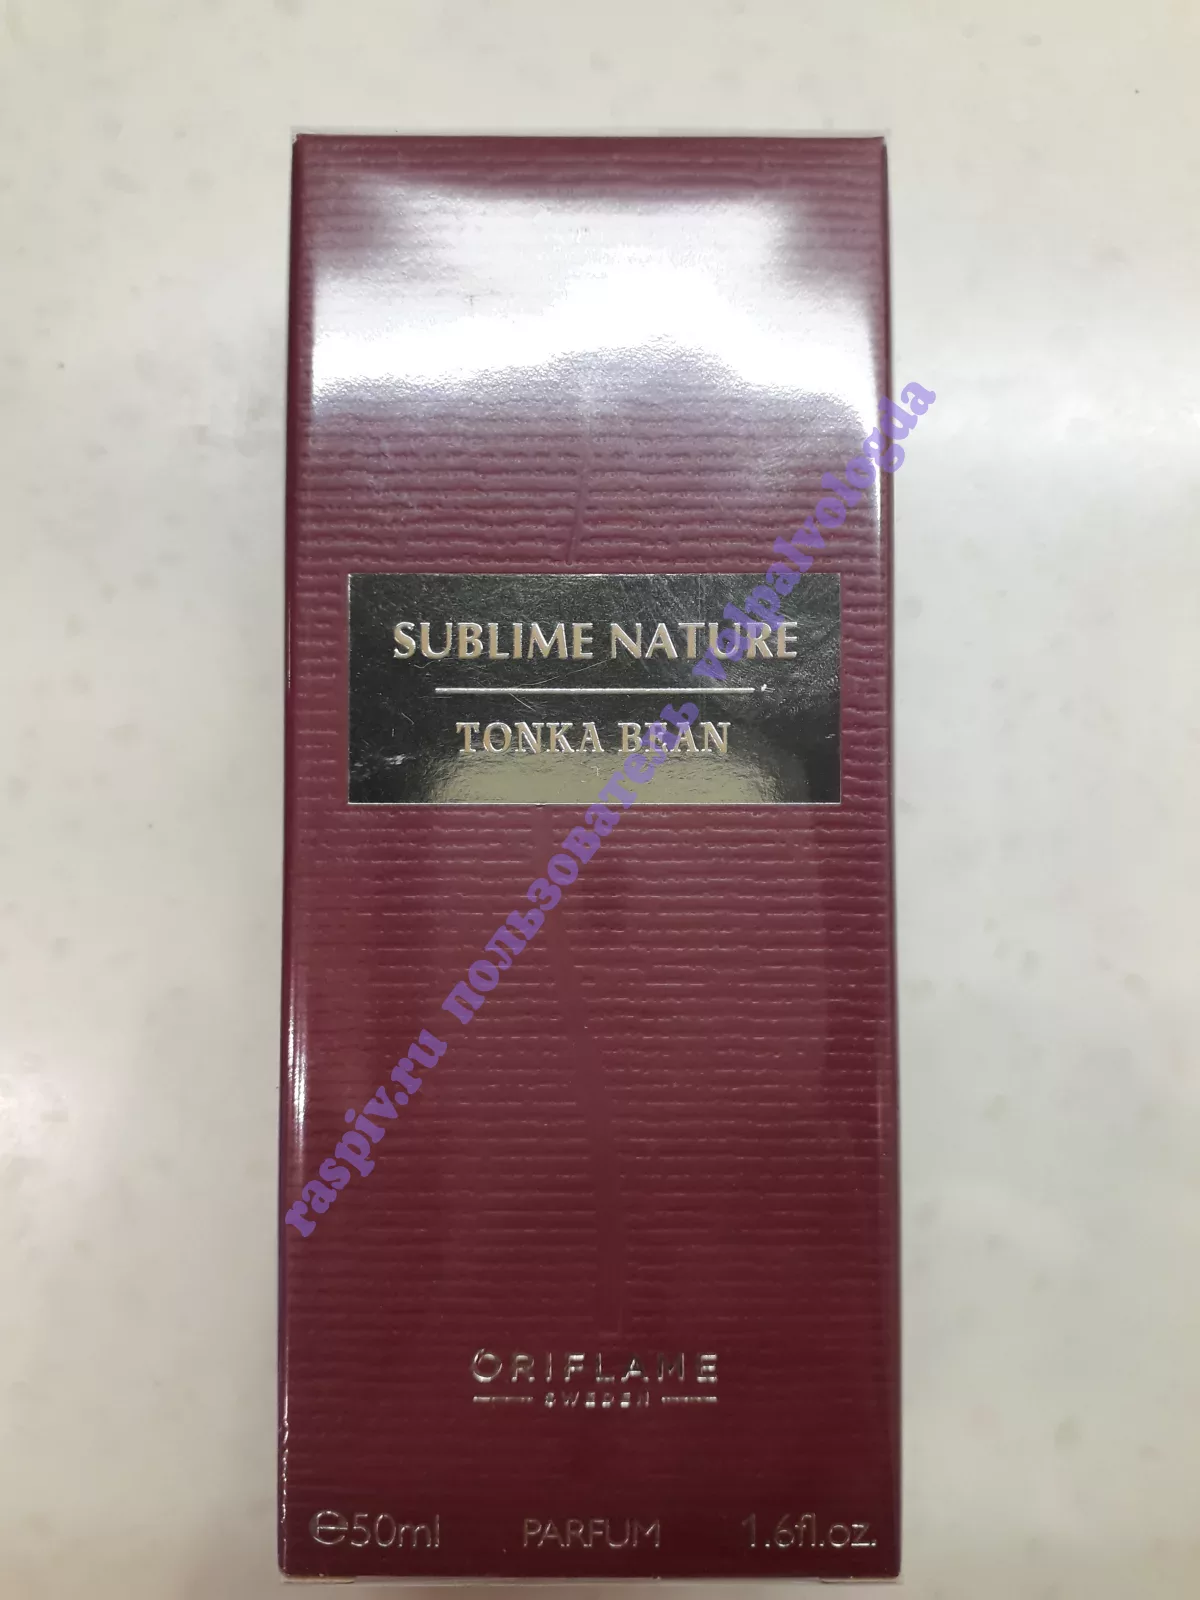 SUBLIME NATURE
TONKA BEAN
raspiv.ru пользователь volpalvologda
ORIFLAME
SWEDEN
℮50ml PARFUM 1.6fl.oz.